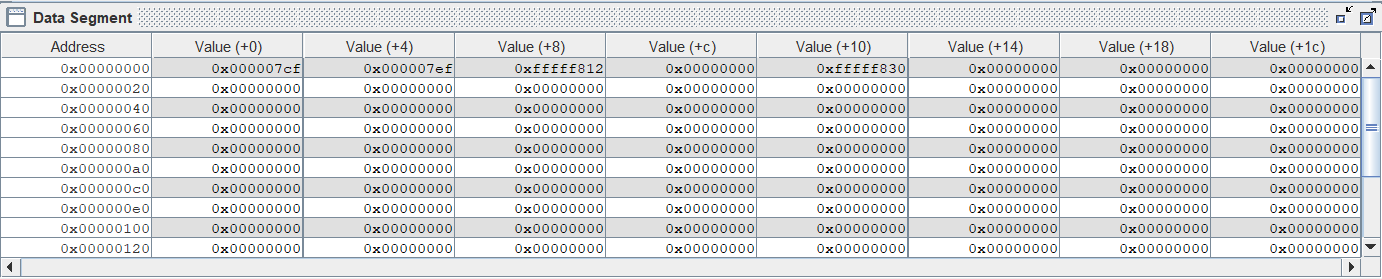 Data Segment
Address Value (+0) Value (+4) Value (+8) Value (+c) Value (+10) Value (+14) Value (+18) Value (+1c)
0x00000000 0x000007cf 0x000007ef 0xfffff812 0x00000000 0xfffff830 0x00000000 0x00000000 0x00000000
0x00000020 0x00000000 0x00000000 0x00000000 0x00000000 0x00000000 0x00000000 0x00000000 0x00000000
0x00000040 0x00000000 0x00000000 0x00000000 0x00000000 0x00000000 0x00000000 0x00000000 0x00000000
0x00000060 0x00000000 0x00000000 0x00000000 0x00000000 0x00000000 0x00000000 0x00000000 0x00000000
0x00000080 0x00000000 0x00000000 0x00000000 0x00000000 0x00000000 0x00000000 0x00000000 0x00000000
0x000000a0 0x00000000 0x00000000 0x00000000 0x00000000 0x00000000 0x00000000 0x00000000 0x00000000
0x000000c0 0x00000000 0x00000000 0x00000000 0x00000000 0x00000000 0x00000000 0x00000000 0x00000000
0x000000e0 0x00000000 0x00000000 0x00000000 0x00000000 0x00000000 0x00000000 0x00000000 0x00000000
0x00000100 0x00000000 0x00000000 0x00000000 0x00000000 0x00000000 0x00000000 0x00000000 0x00000000
0x00000120 0x00000000 0x00000000 0x00000000 0x00000000 0x00000000 0x00000000 0x00000000 0x00000000